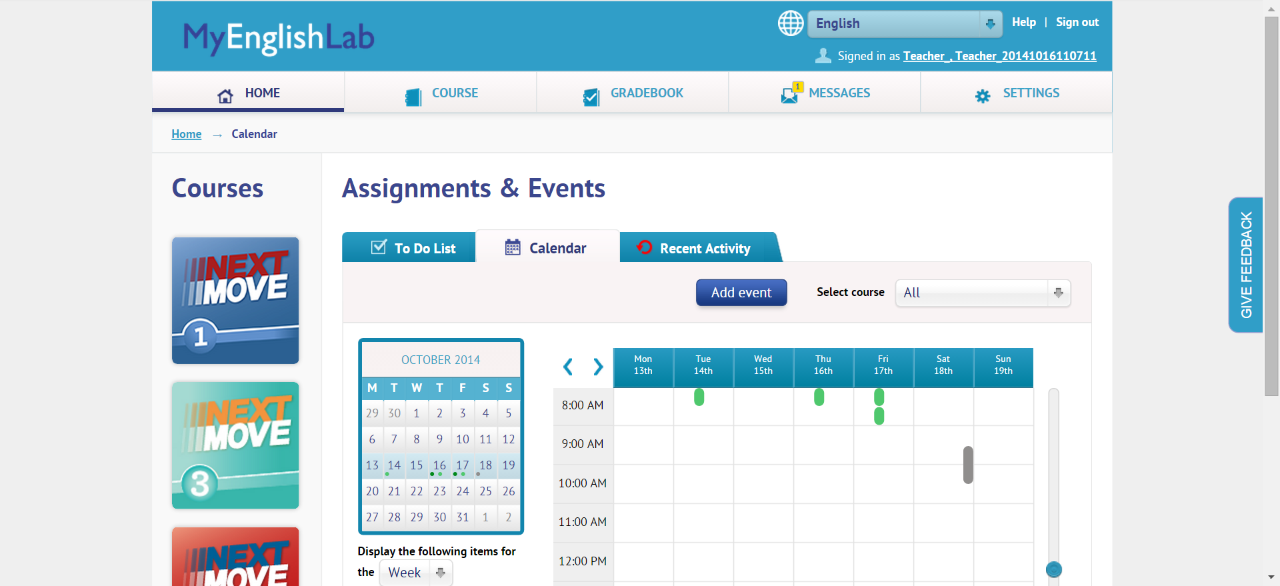 MyEnglishLab
English
Help | Sign out
Signed in as Teacher_, Teacher_20141016110711
HOME
COURSE
GRADEBOOK
1
MESSAGES
SETTINGS
Home → Calendar
Courses
NEXT
MOVE
1
NEXT
MOVE
3
NEXT
MOVE
Assignments & Events
To Do List
Calendar
Recent Activity
Add event
Select course
All
OCTOBER 2014
M T W T F S S
29 30 1 2 3 4 5
6 7 8 9 10 11 12
13 14 15 16 17 18 19
20 21 22 23 24 25 26
27 28 29 30 31 1 2
Display the following items for
the Week
Mon Tue Wed Thu Fri Sat Sun
13th 14th 15th 16th 17th 18th 19th
8:00 AM
9:00 AM
10:00 AM
11:00 AM
12:00 PM
GIVE FEEDBACK